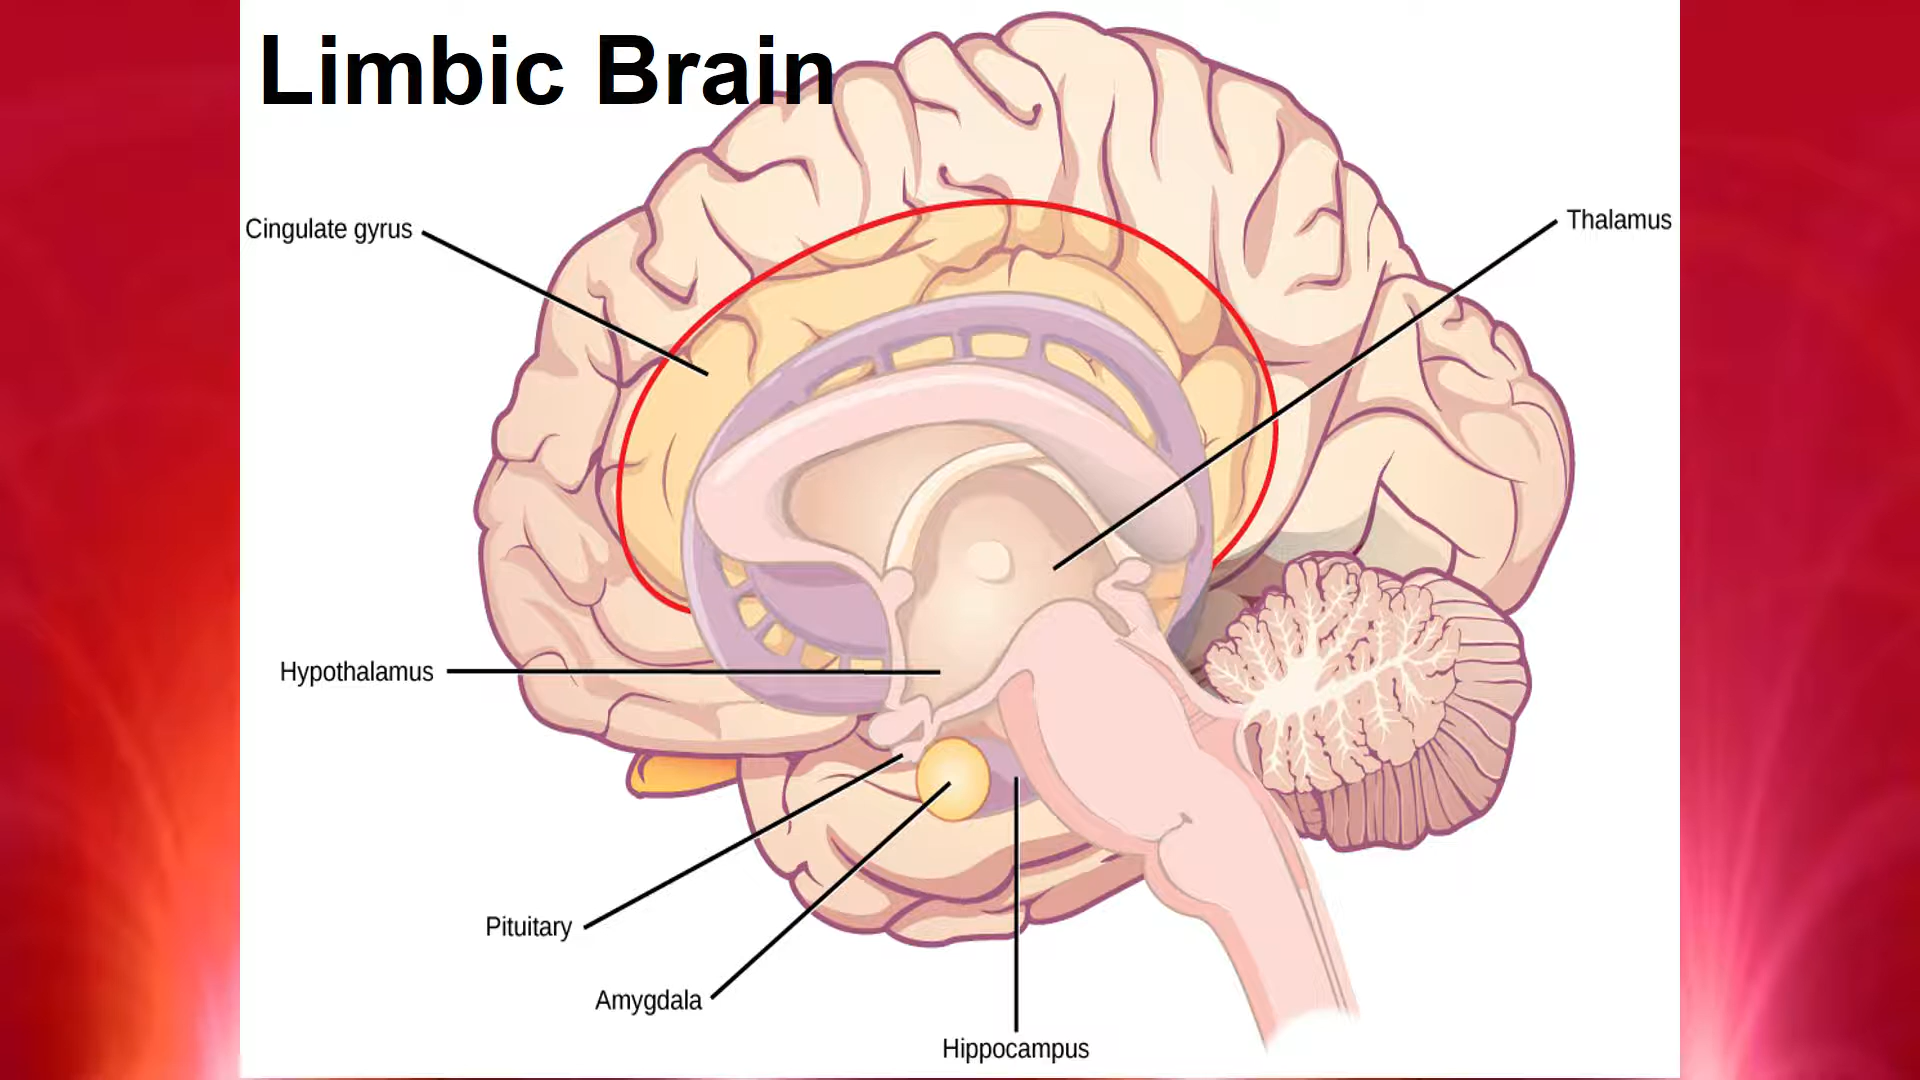 Limbic Brain
Cingulate gyrus
Thalamus
Hypothalamus
Pituitary
Amygdala
Hippocampus